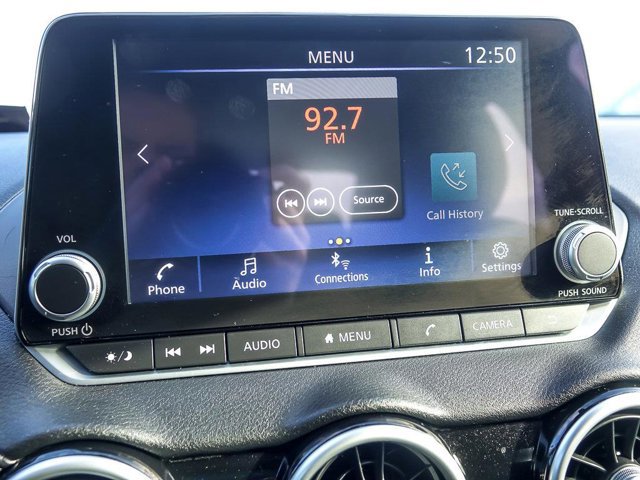 MENU 12:50
FM
92.7
FM
Source
Call History
VOL
TUNE·SCROLL
Phone Audio Connections Info Settings
PUSH
PUSH SOUND
AUDIO MENU CAMERA